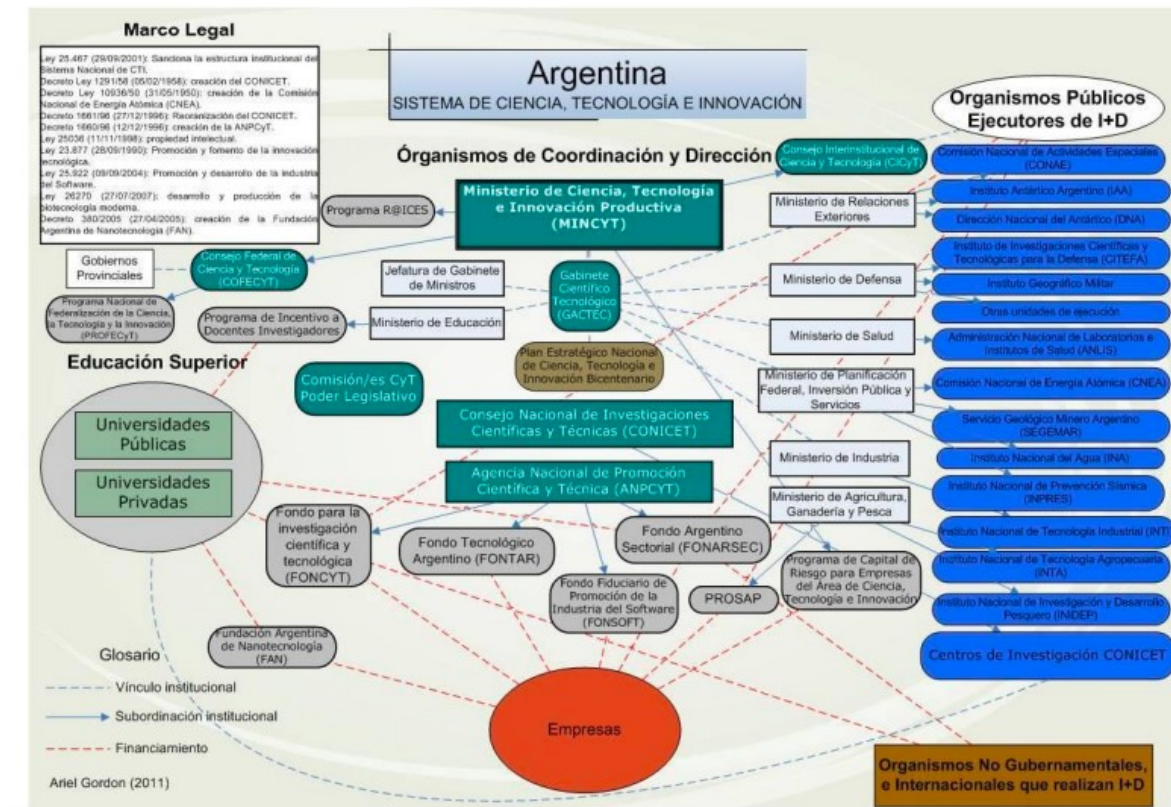 Marco Legal
Ley 25.467 (29/09/2001): Sanciona la estructura institucional del
Sistema Nacional de CTI.
Decreto Ley 1291/58 (05/02/1958): creación del CONICET.
Decreto Ley 10936/50 (31/05/1950): creación de la Comisión
Nacional de Energía Atómica (CNEA).
Decreto 1661/96 (27/12/1996): Reorganización del CONICET.
Decreto 1660/96 (12/12/1996): creación de la ANPCyT.
Ley 25036 (11/11/1998): propiedad intelectual.
Ley 23.877 (28/09/1990): Promoción y fomento de la innovación
tecnológica.
Ley 25.922 (09/09/2004): Promoción y desarrollo de la industria
del Software.
Ley 26270 (27/07/2007): desarrollo y producción de la
biotecnología moderna.
Decreto 380/2005 (27/04/2005): creación de la Fundación
Argentina de Nanotecnología (FAN).
Argentina
SISTEMA DE CIENCIA, TECNOLOGÍA E INNOVACIÓN
Organismos Públicos
Ejecutores de I+D
Órganismos de Coordinación y Dirección
Consejo Interinstitucional de
Ciencia y Tecnología (CICyT)
Ministerio de Ciencia, Tecnología
e Innovación Productiva
(MINCYT)
Programa R@ICES
Gobiernos
Provinciales
Consejo Federal de
Ciencia y Tecnología
(COFECYT)
Programa Nacional de
Federalización de la Ciencia,
la Tecnología y la Innovación
(PROFECyT)
Programa de Incentivo a
Docentes Investigadores
Jefatura de Gabinete
de Ministros
Ministerio de Educación
Gabinete
Científico
Tecnológico
(GACTEC)
Plan Estratégico Nacional
de Ciencia, Tecnología e
Innovación Bicentenario
Comisión/es CyT
Poder Legislativo
Consejo Nacional de Investigaciones
Científicas y Técnicas (CONICET)
Agencia Nacional de Promoción
Científica y Técnica (ANPCYT)
Educación Superior
Universidades
Públicas
Universidades
Privadas
Fondo para la
investigación
científica y
tecnológica
(FONCYT)
Fondo Tecnológico
Argentino (FONTAR)
Fondo Fiduciario de
Promoción de la
Industria del Software
(FONSOFT)
Fondo Argentino
Sectorial (FONARSEC)
PROSAP
Programa de Capital de
Riesgo para Empresas
del Área de Ciencia,
Tecnología e Innovación
Fundación Argentina
de Nanotecnología
(FAN)
Ministerio de Relaciones
Exteriores
Ministerio de Defensa
Ministerio de Salud
Ministerio de Planificación
Federal, Inversión Pública y
Servicios
Ministerio de Industria
Ministerio de Agricultura,
Ganadería y Pesca
Comisión Nacional de Actividades Espaciales
(CONAE)
Instituto Antártico Argentino (IAA)
Dirección Nacional del Antártico (DNA)
Instituto de Investigaciones Científicas y
Tecnológicas para la Defensa (CITEFA)
Instituto Geográfico Militar
Otras unidades de ejecución
Administración Nacional de Laboratorios e
Institutos de Salud (ANLIS)
Comisión Nacional de Energía Atómica (CNEA)
Servicio Geológico Minero Argentino
(SEGEMAR)
Instituto Nacional del Agua (INA)
Instituto Nacional de Prevención Sísmica
(INPRES)
Instituto Nacional de Tecnología Industrial (INTI
Instituto Nacional de Tecnología Agropecuaria
(INTA)
Instituto Nacional de Investigación y Desarrollo
Pesquero (INIDEP)
Centros de Investigación CONICET
Empresas
Organismos No Gubernamentales,
e Internacionales que realizan I+D
Glosario
Vínculo institucional
Subordinación institucional
Financiamiento
Ariel Gordon (2011)